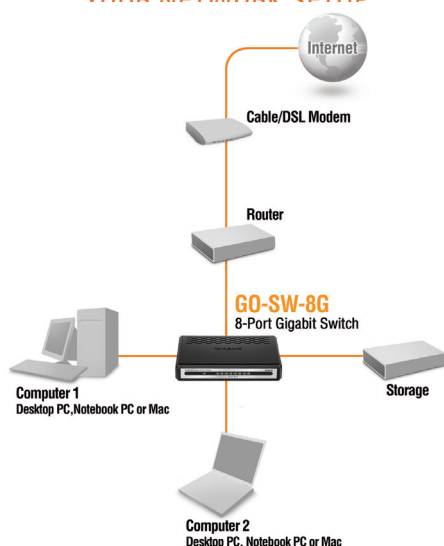 Internet
Cable/DSL Modem
Router
GO-SW-8G
8-Port Gigabit Switch
Computer 1
Desktop PC,Notebook PC or Mac
Storage
Computer 2
Desktop PC, Notebook PC or Mac